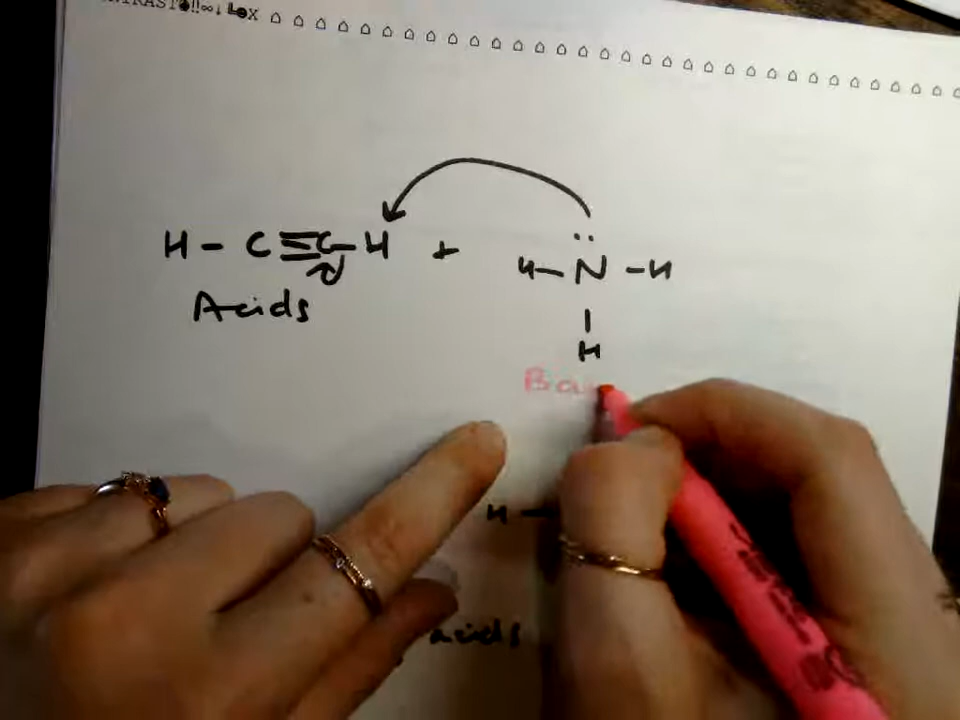 H - C ≡ C - H + H - N̈ - H
|
H
Acids
Ba
H -
acids